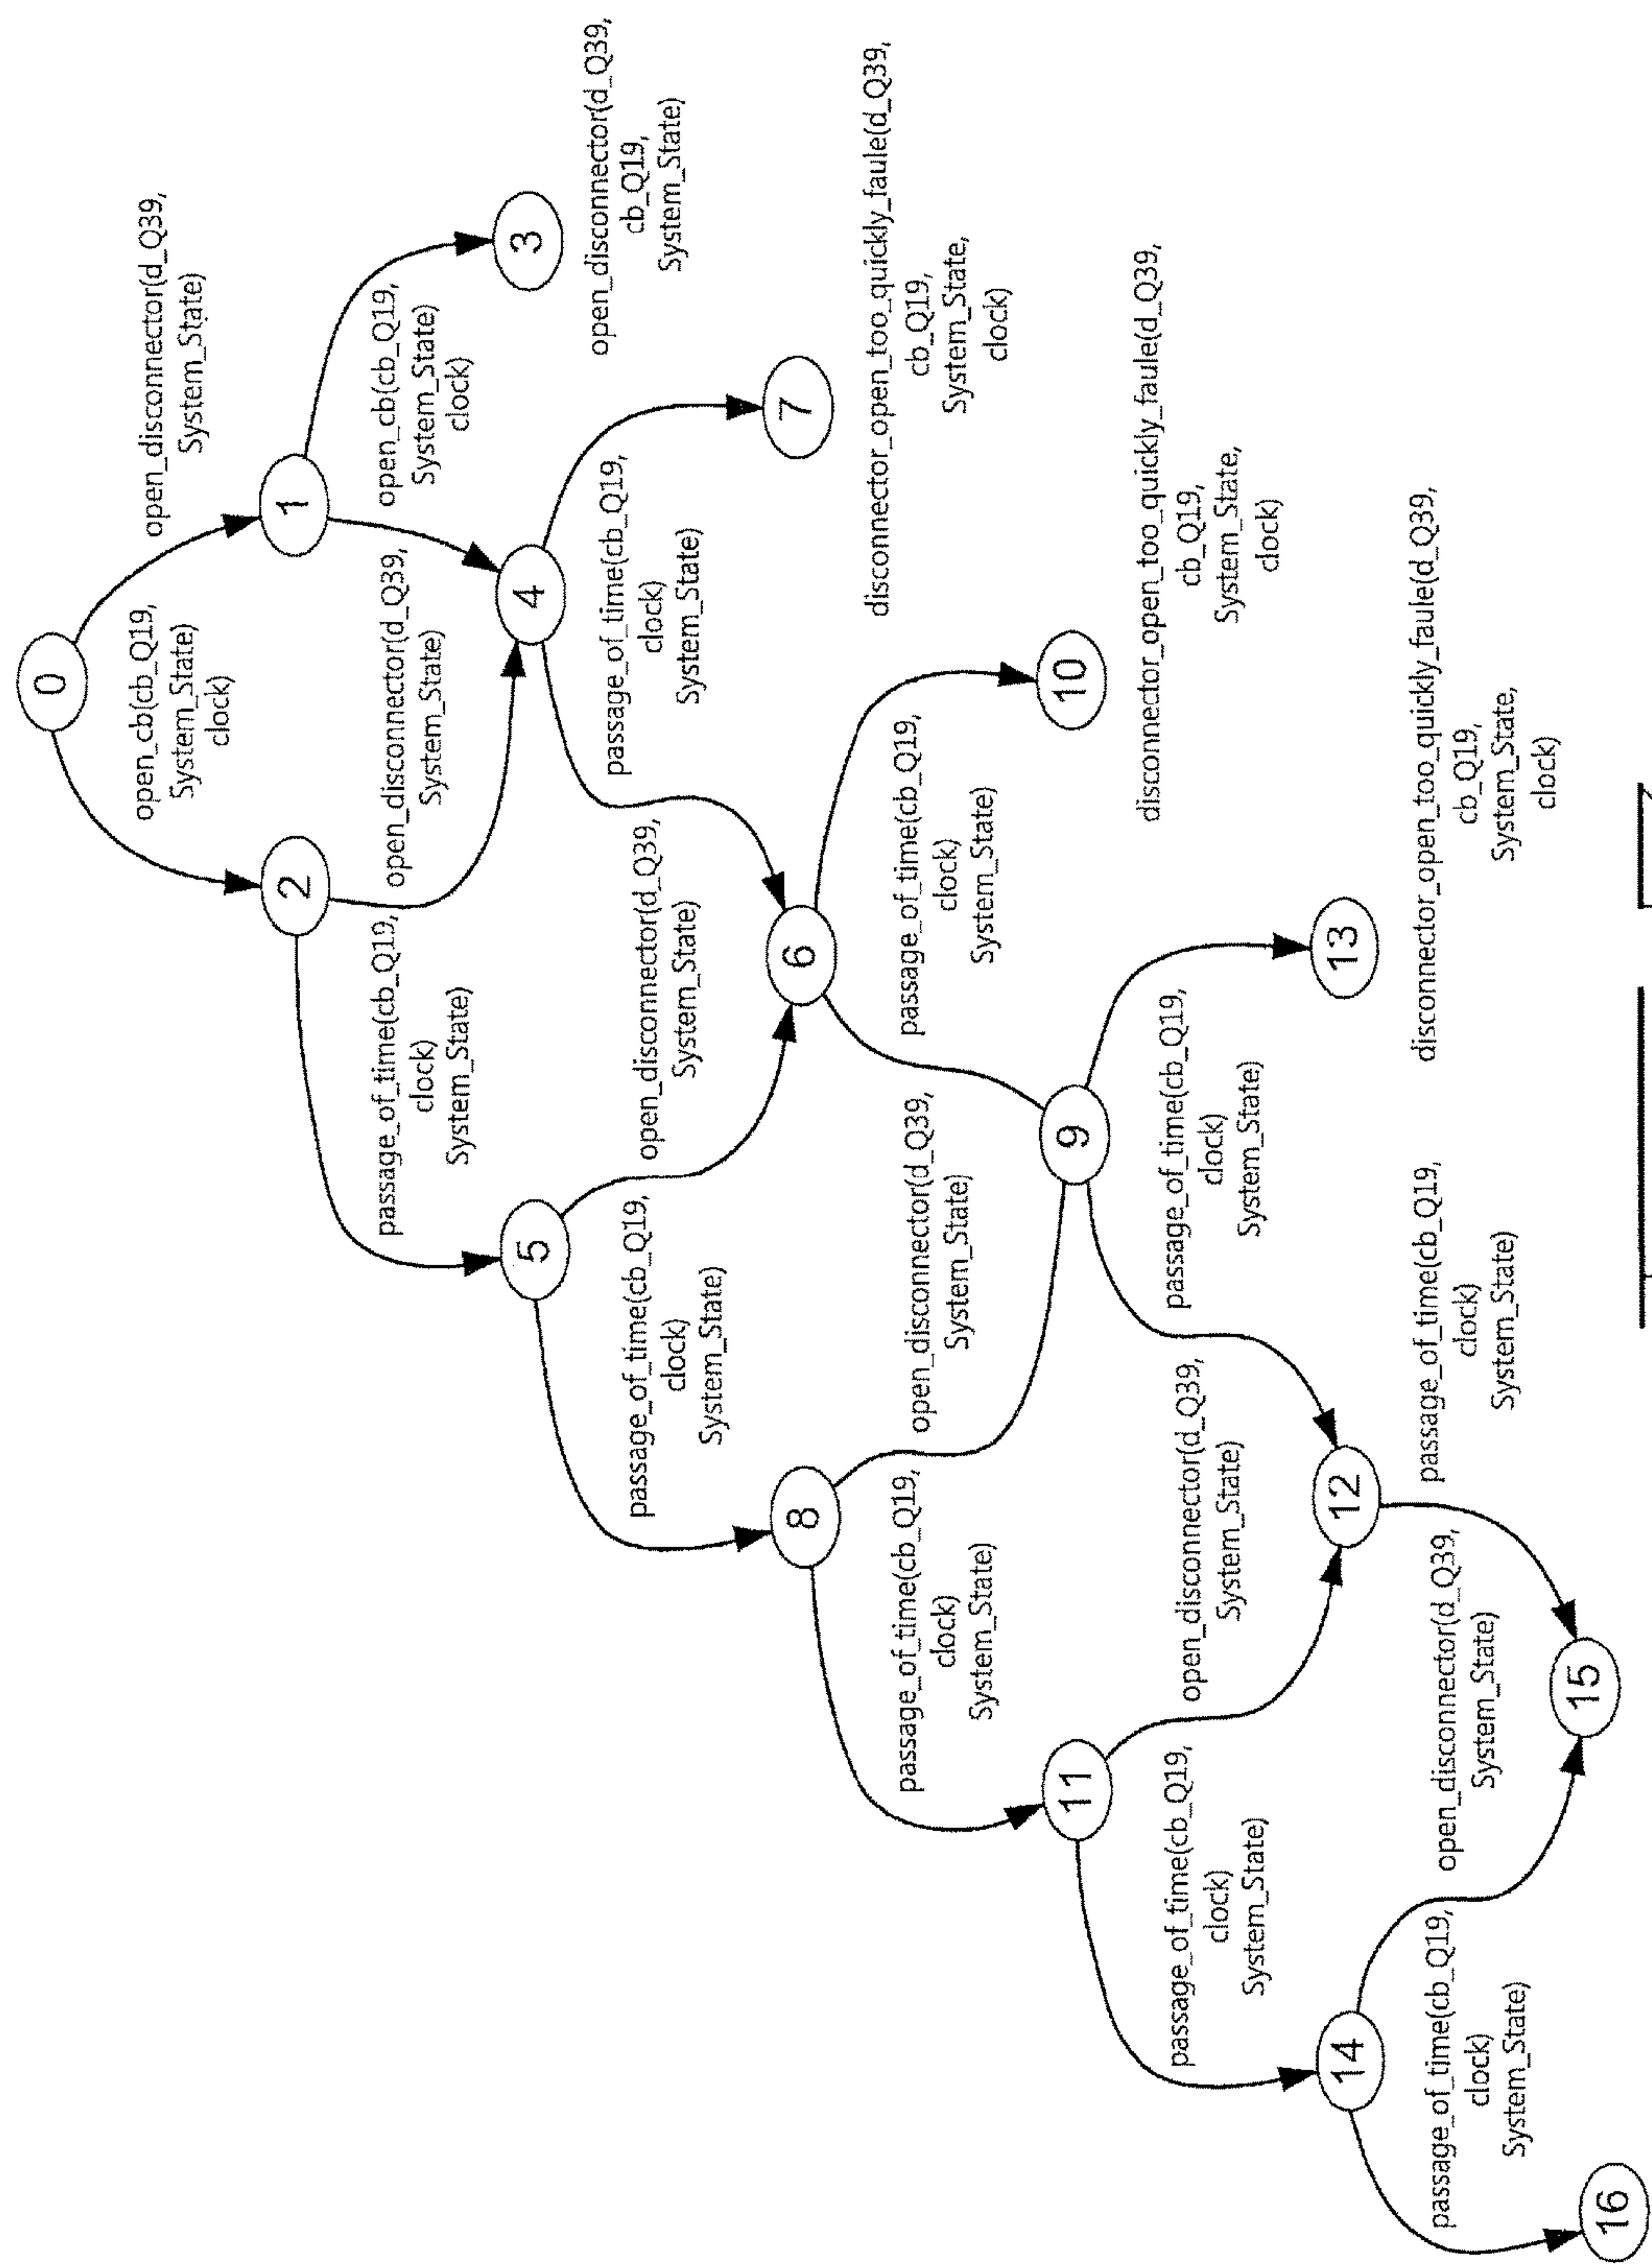 0
open_cb(cb_Q19,
System_State)
clock)
open_disconnector(d_Q39,
System_State)
2
1
passage_of_time(cb_Q19,
clock)
System_State)
open_disconnector(d_Q39,
System_State)
open_cb(cb_Q19,
System_State)
clock)
5
4
3
passage_of_time(cb_Q19,
clock)
System_State)
open_disconnector(d_Q39,
System_State)
passage_of_time(cb_Q19,
clock)
System_State)
open_disconnector(d_Q39,
cb_Q19,
System_State)
8
6
7
passage_of_time(cb_Q19,
clock)
System_State)
open_disconnector(d_Q39,
System_State)
passage_of_time(cb_Q19,
clock)
System_State)
disconnector_open_too_quickly_faule(d_Q39,
cb_Q19,
System_State,
clock)
11
9
10
passage_of_time(cb_Q19,
clock)
System_State)
open_disconnector(d_Q39,
System_State)
passage_of_time(cb_Q19,
clock)
System_State)
disconnector_open_too_quickly_faule(d_Q39,
cb_Q19,
System_State,
clock)
14
12
13
passage_of_time(cb_Q19,
clock)
System_State)
open_disconnector(d_Q39,
System_State)
passage_of_time(cb_Q19,
clock)
System_State)
disconnector_open_too_quickly_faule(d_Q39,
cb_Q19,
System_State,
clock)
16
15